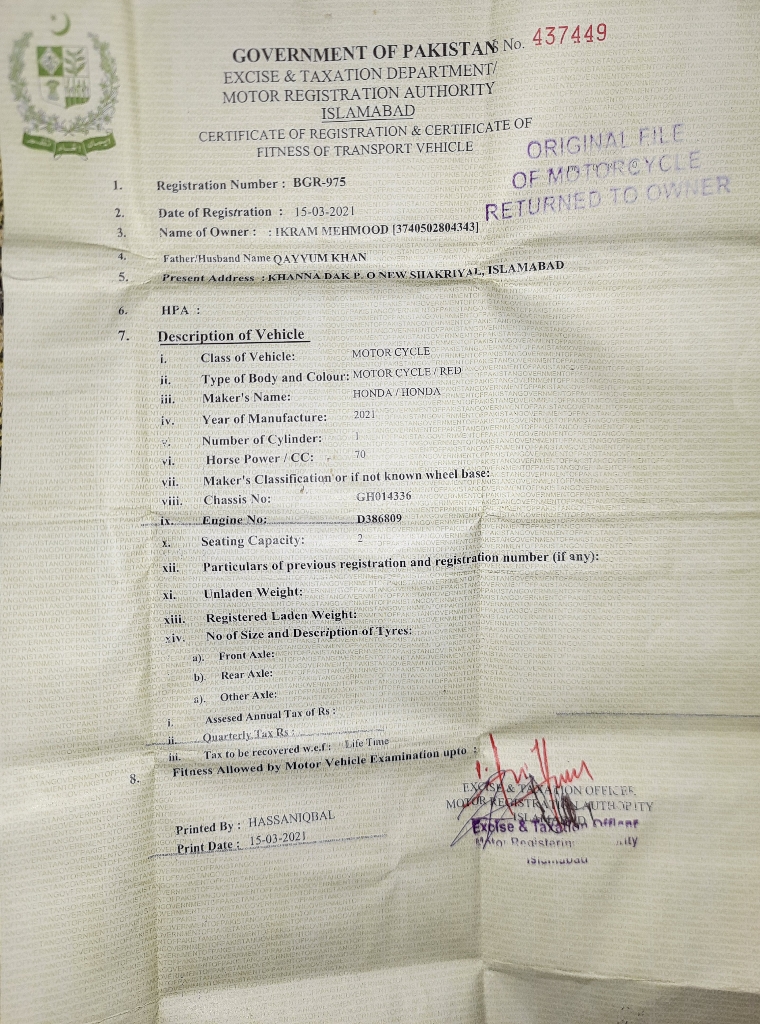 GOVERNMENT OF PAKISTAN
S No. 437449
EXCISE & TAXATION DEPARTMENT/
MOTOR REGISTRATION AUTHORITY
ISLAMABAD
CERTIFICATE OF REGISTRATION & CERTIFICATE OF
FITNESS OF TRANSPORT VEHICLE
ORIGINAL FILE
OF MOTORCYCLE
RETURNED TO OWNER
1. Registration Number : BGR-975
2. Date of Registration : 15-03-2021
3. Name of Owner : : IKRAM MEHMOOD [3740502804343]
4. Father/Husband Name QAYYUM KHAN
5. Present Address : KHANNA DAK P. O NEW SHAKRIYAL, ISLAMABAD
6. HPA :
7. Description of Vehicle
i. Class of Vehicle: MOTOR CYCLE
ii. Type of Body and Colour: MOTOR CYCLE / RED
iii. Maker's Name: HONDA / HONDA
iv. Year of Manufacture: 2021
v. Number of Cylinder: 1
vi. Horse Power / CC: 70
vii. Maker's Classification or if not known wheel base:
viii. Chassis No: GH014336
ix. Engine No: D386809
x. Seating Capacity: 2
xii. Particulars of previous registration and registration number (if any):
xi. Unladen Weight:
xiii. Registered Laden Weight:
xiv. No of Size and Description of Tyres:
a). Front Axle:
b). Rear Axle:
a). Other Axle:
i. Assesed Annual Tax of Rs :
ii. Quarterly Tax Rs :
iii. Tax to be recovered w.e.f : Life Time
8. Fitness Allowed by Motor Vehicle Examination upto :
EXCISE & TAXATION OFFICER
MOTOR REGISTRATION AUTHORITY
ISLAMABAD
Excise & Taxation Officer
Motor Registering
Islamabad
Printed By : HASSANIQBAL
Print Date : 15-03-2021